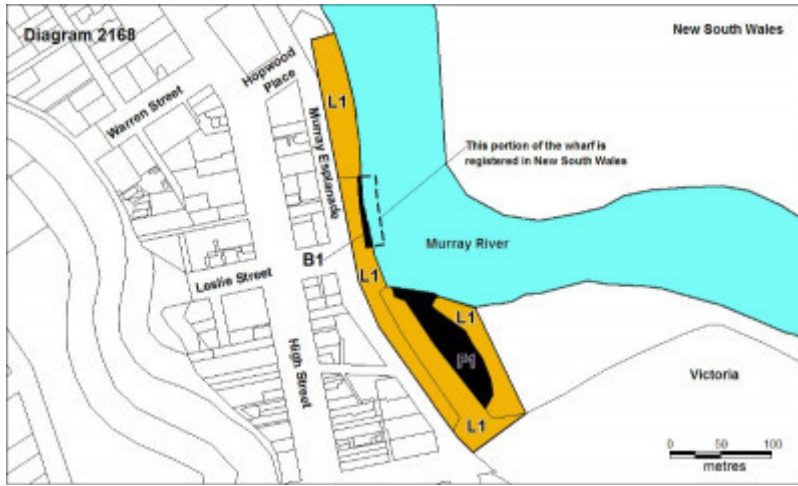 Diagram 2168
New South Wales
Hopwood
Place
Warren Street
L1
Murray Esplanade
This portion of the wharf is
registered in New South Wales
Murray River
B1
L1
Leslie Street
L1
High Street
P1
Victoria
L1
0 50 100
metres